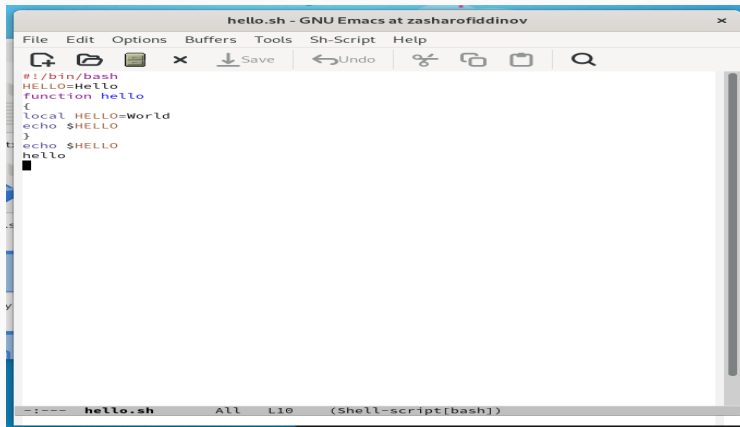 hello.sh - GNU Emacs at zasharofiddinov
File Edit Options Buffers Tools Sh-Script Help
Save Undo
#!/bin/bash
HELLO=Hello
function hello
{
local HELLO=World
echo $HELLO
}
echo $HELLO
hello
-:--- hello.sh All L10 (Shell-script[bash])